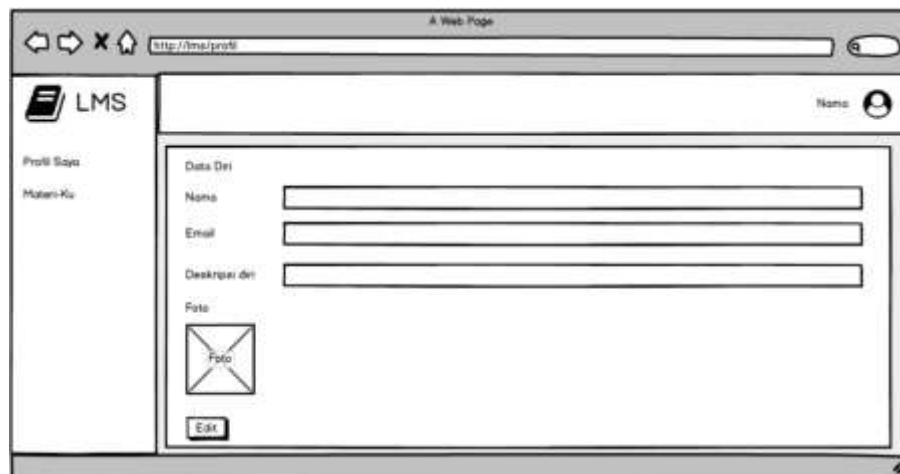 A Web Page
http://lms/profil
LMS
Nama
Profil Saya
Materi-Ku
Data Diri
Nama
Email
Deskripsi diri
Foto
Foto
Edit